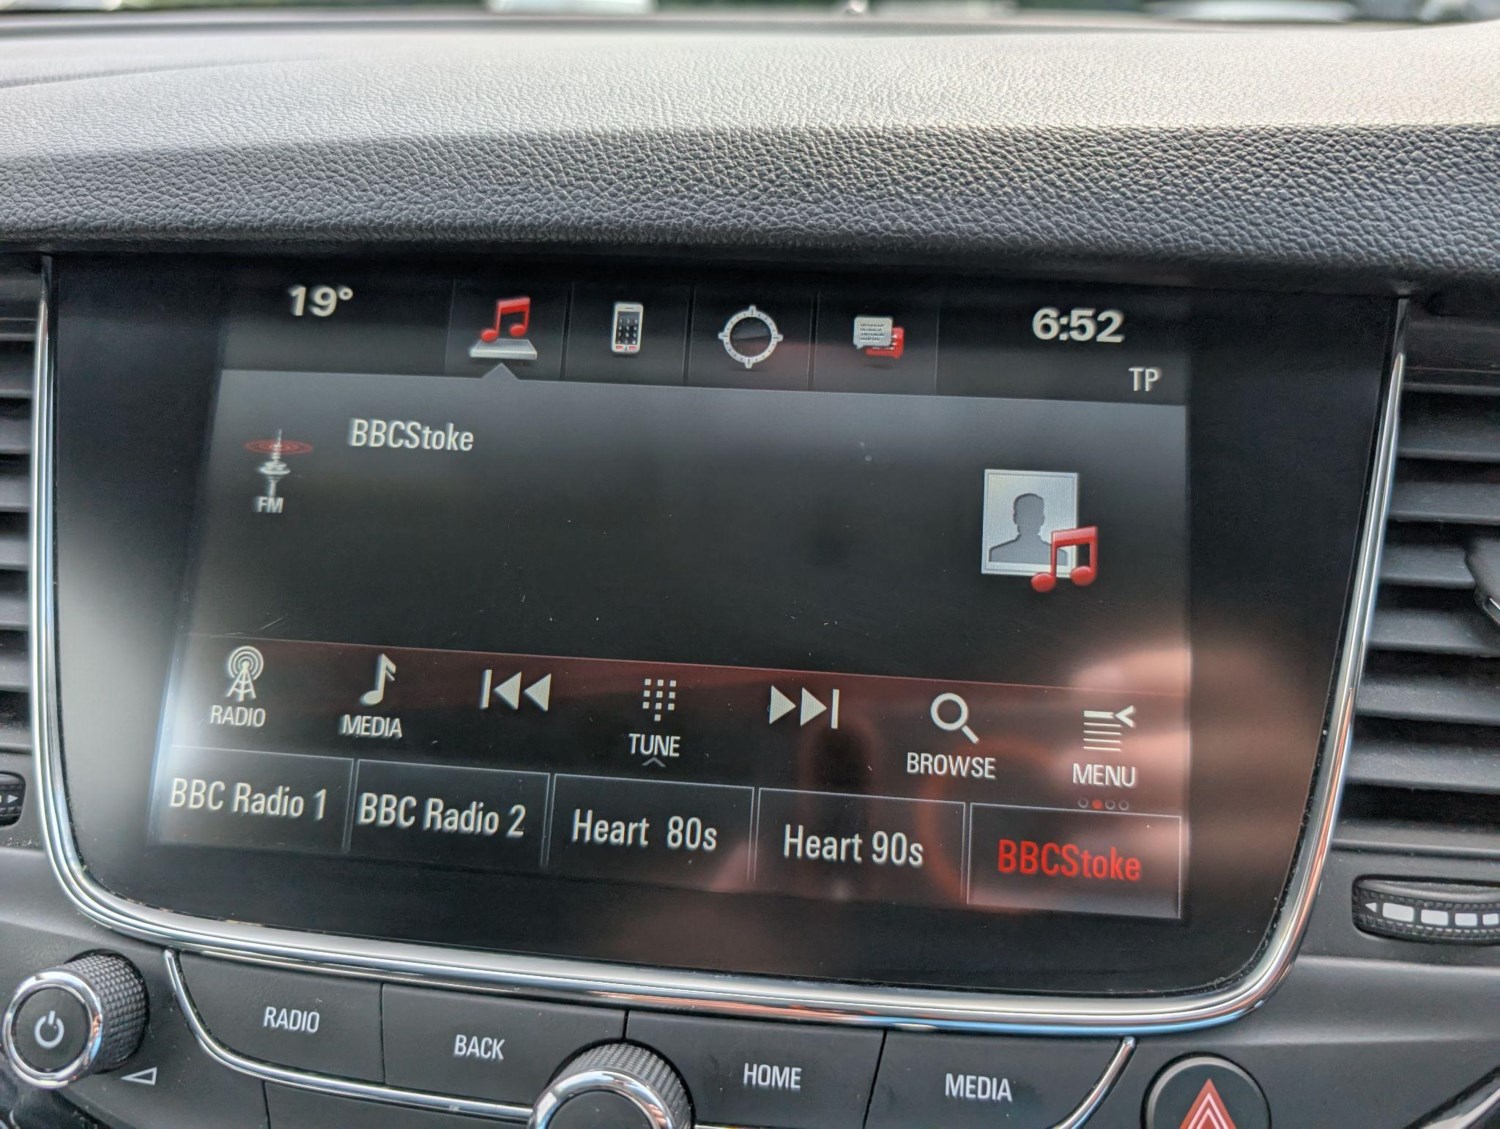 19°
6:52
TP
BBCStoke
FM
RADIO
MEDIA
TUNE
BROWSE
MENU
BBC Radio 1
BBC Radio 2
Heart 80s
Heart 90s
BBCStoke
RADIO
BACK
HOME
MEDIA